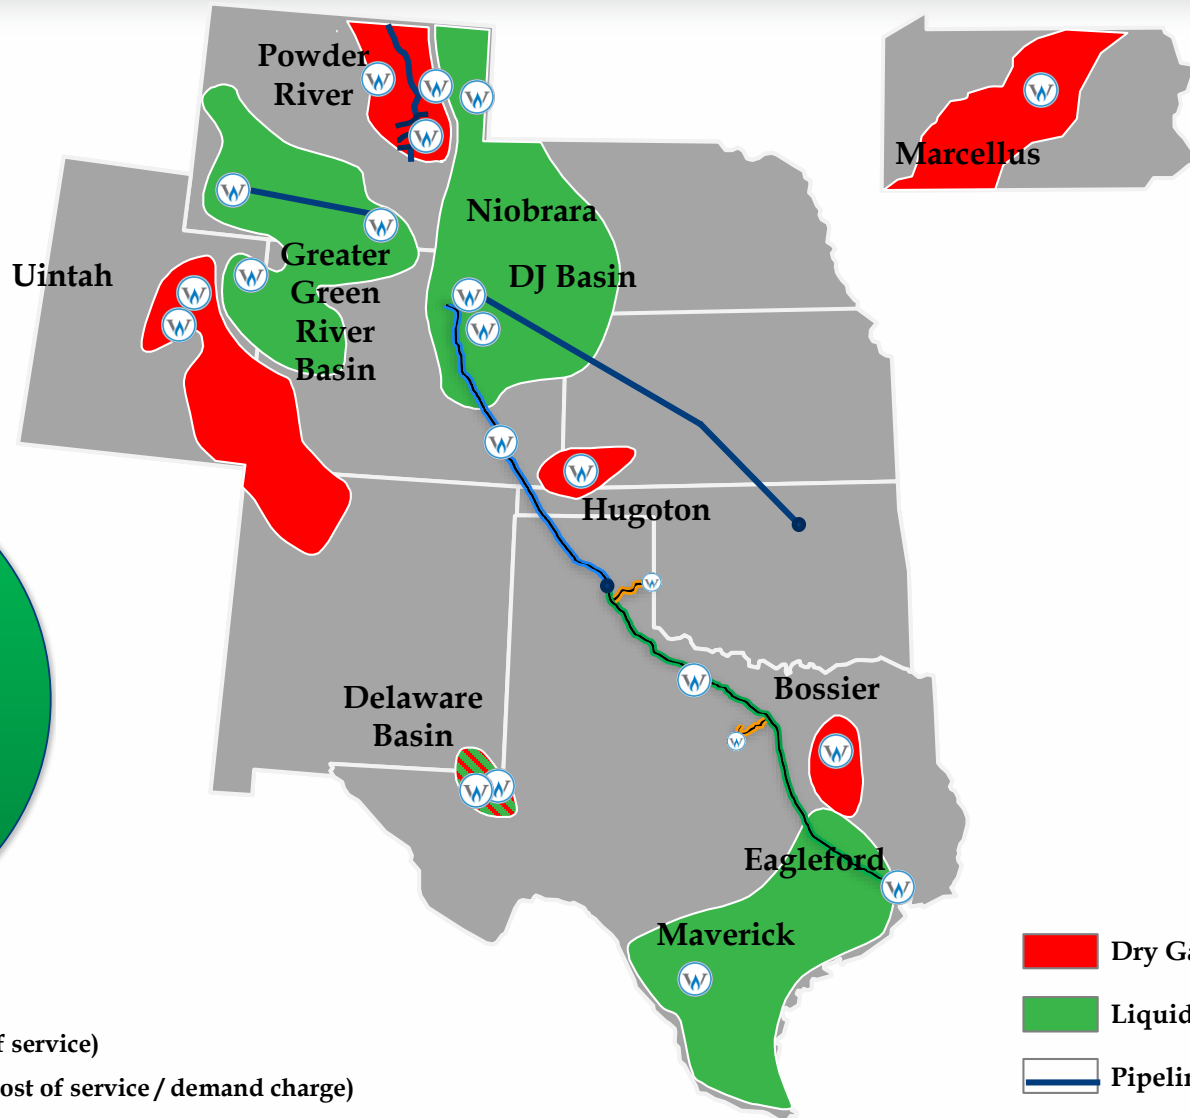 Powder
River
Marcellus
Niobrara
Greater
Green
River
Basin
Uintah
DJ Basin
Hugoton
Delaware
Basin
Bossier
Eagleford
Maverick
Dry
Pipelin
service)
ost of service / demand charge)
Liquid